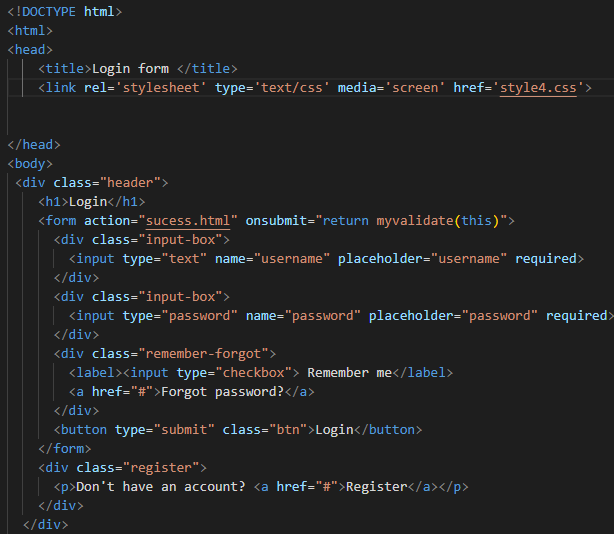 <!DOCTYPE html>
<html>
<head>
    <title>Login form </title>
    <link rel='stylesheet' type='text/css' media='screen' href='style4.css'>
</head>
<body>
 <div class="header">
    <h1>Login</h1>
    <form action="sucess.html" onsubmit="return myvalidate(this)">
      <div class="input-box">
        <input type="text" name="username" placeholder="username" required>
      </div>
      <div class="input-box">
        <input type="password" name="password" placeholder="password" required>
      </div>
      <div class="remember-forgot">
        <label><input type="checkbox"> Remember me</label>
        <a href="#">Forgot password?</a>
      </div>
      <button type="submit" class="btn">Login</button>
    </form>
    <div class="register">
      <p>Don't have an account? <a href="#">Register</a></p>
    </div>
  </div>